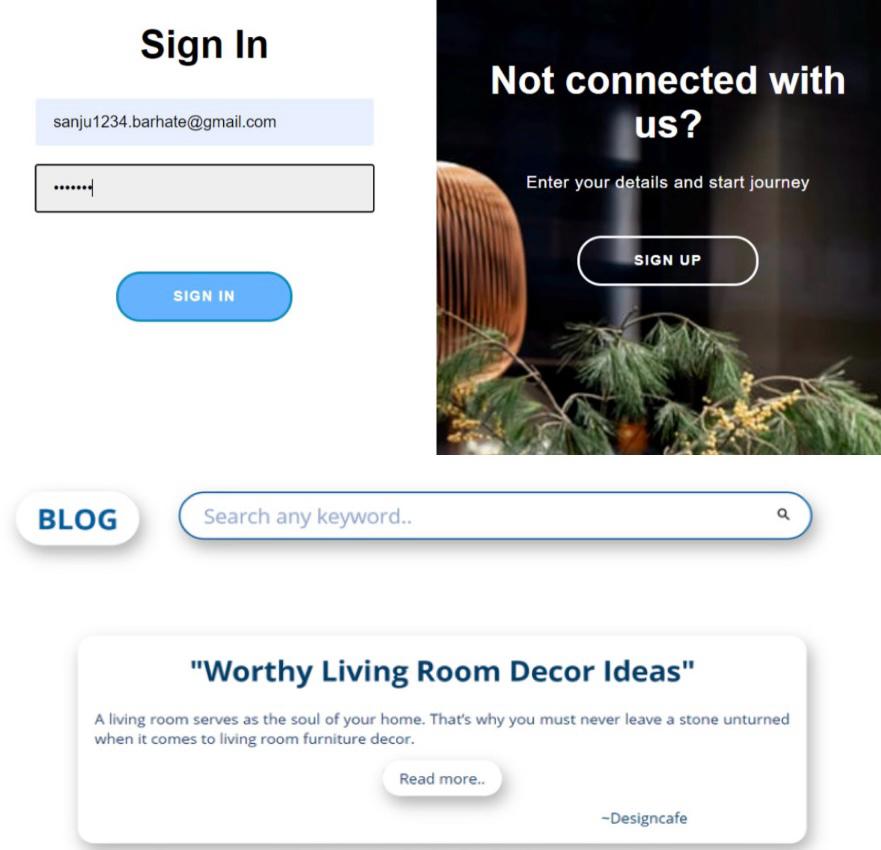 Sign In
sanju1234.barhate@gmail.com
•••••••
SIGN IN
Not connected with
us?
Enter your details and start journey
SIGN UP
BLOG
Search any keyword..
"Worthy Living Room Decor Ideas"
A living room serves as the soul of your home. That's why you must never leave a stone unturned
when it comes to living room furniture decor.
Read more..
~Designcafe